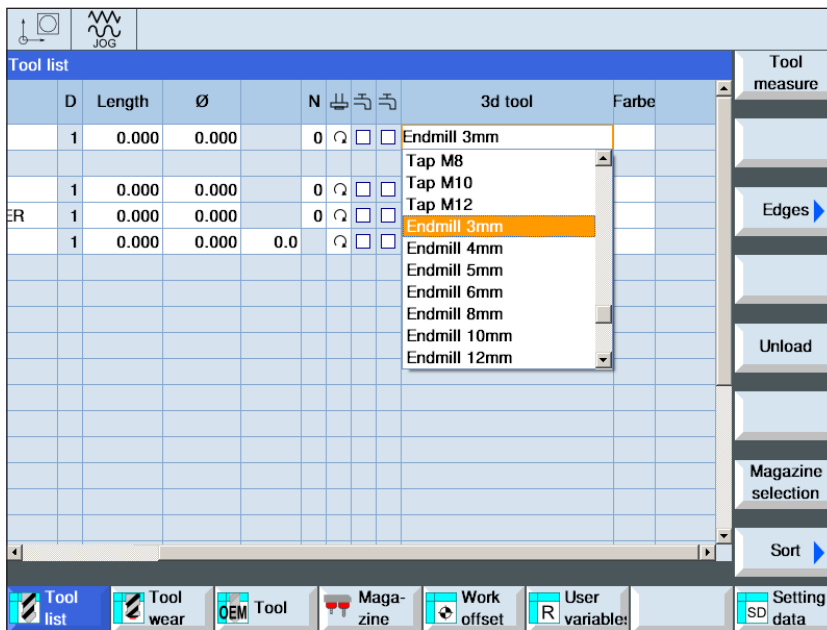 JOG
Tool list
Tool measure
D Length Ø N 3d tool Farbe
1 0.000 0.000 0 Endmill 3mm
Tap M8
1 0.000 0.000 0 Tap M10
ER 1 0.000 0.000 0 Tap M12
Edges
1 0.000 0.000 0.0 Endmill 3mm
Endmill 4mm
Endmill 5mm
Endmill 6mm
Endmill 8mm
Endmill 10mm
Endmill 12mm
Unload
Magazine
selection
Sort
Tool list
Tool wear
OEM Tool
Maga-
zine
Work offset
R User variable:
SD Setting data